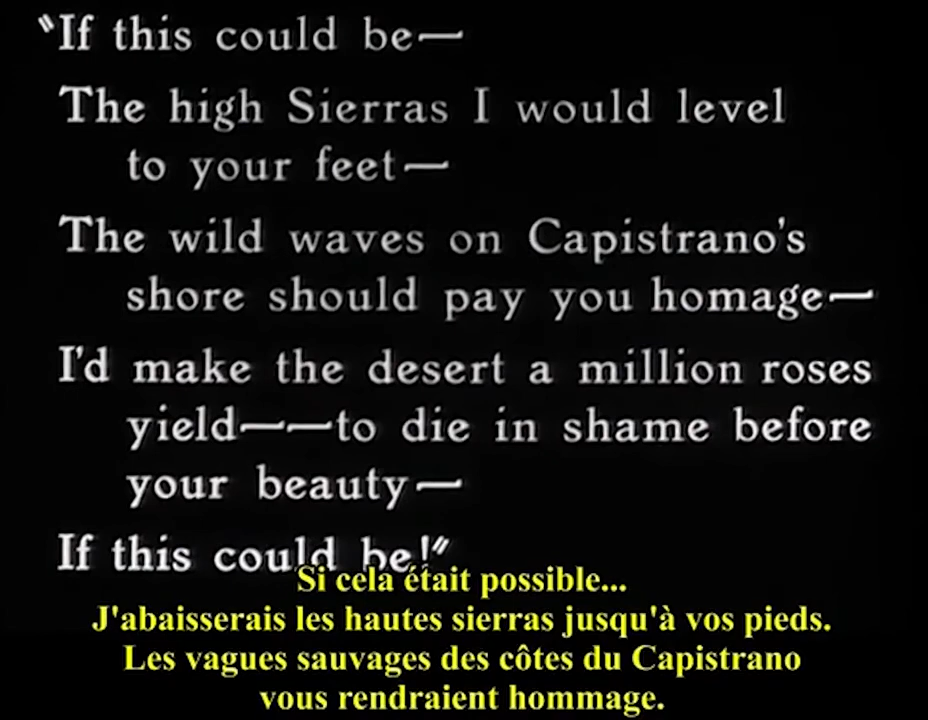 "If this could be—
The high Sierras I would level
to your feet—
The wild waves on Capistrano's
shore should pay you homage—
I'd make the desert a million roses
yield——to die in shame before
your beauty—
If this could be!"
Si cela était possible...
J'abaisserais les hautes sierras jusqu'à vos pieds.
Les vagues sauvages des côtes du Capistrano
vous rendraient hommage.